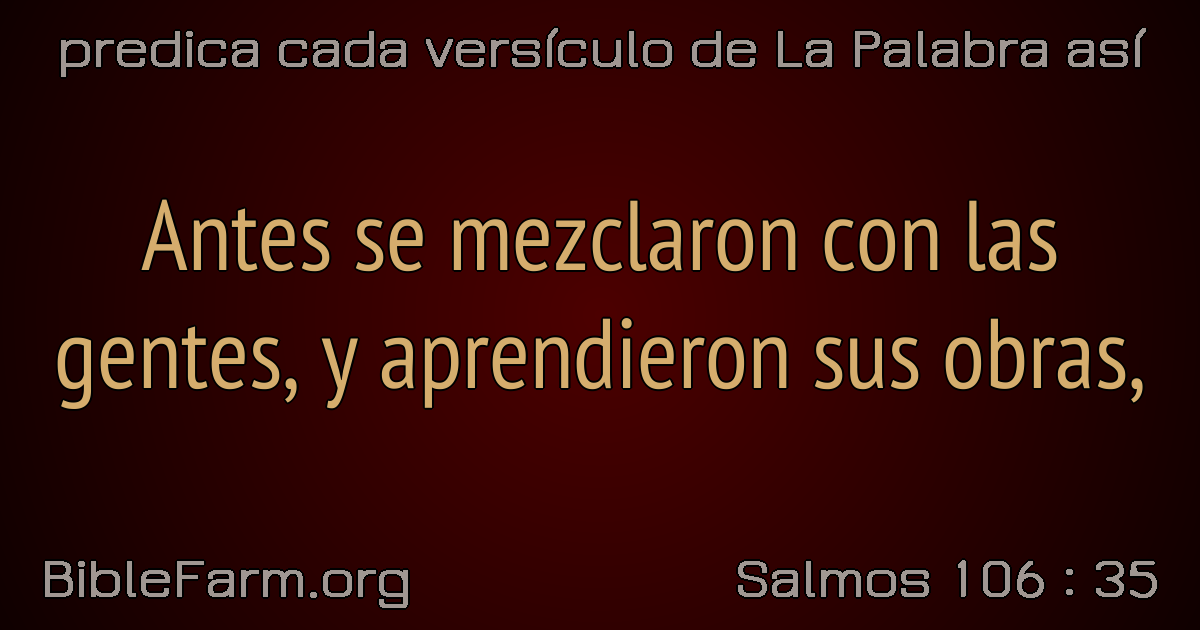 predica cada versículo de La Palabra así
Antes se mezclaron con las
gentes, y aprendieron sus obras,
BibleFarm.org
Salmos 106 : 35